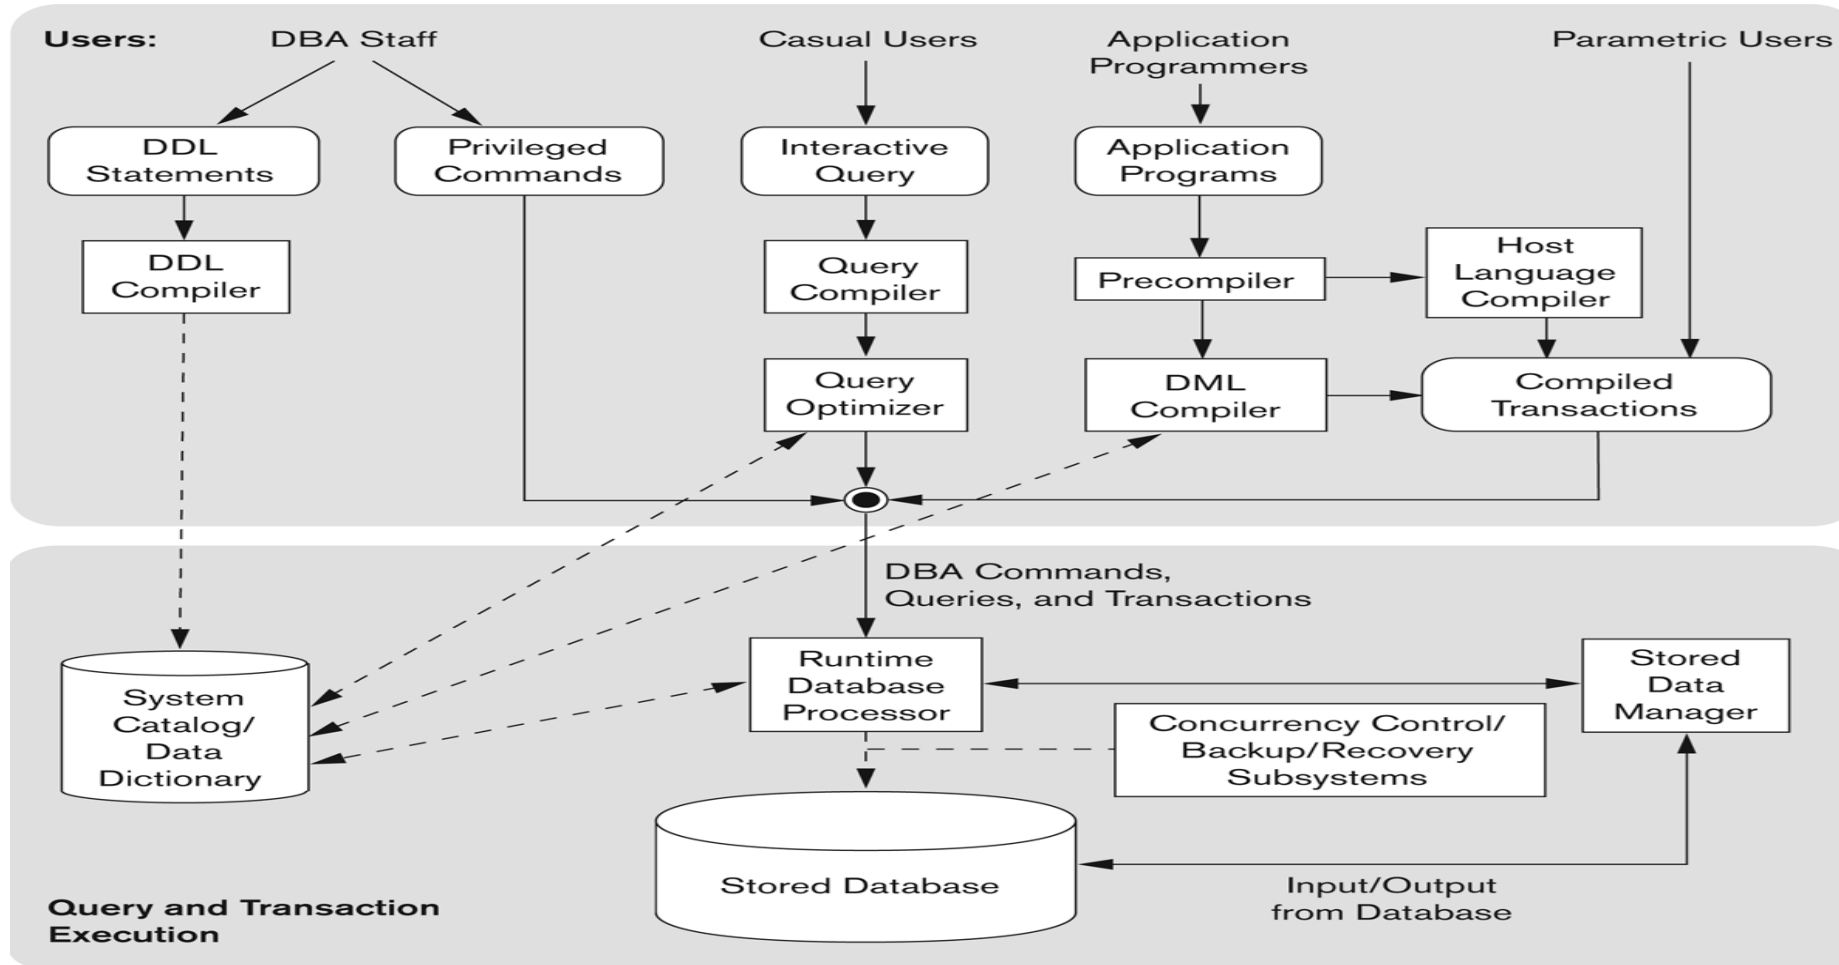 Users:
DBA Staff
Casual Users
Application
Programmers
Parametric Users
DDL
Statements
Privileged
Commands
Interactive
Query
Application
Programs
DDL
Compiler
Query
Compiler
Precompiler
Host
Language
Compiler
Query
Optimizer
DML
Compiler
Compiled
Transactions
DBA Commands,
Queries, and Transactions
System
Catalog/
Data
Dictionary
Runtime
Database
Processor
Stored
Data
Manager
Concurrency Control/
Backup/Recovery
Subsystems
Stored Database
Input/Output
from Database
Query and Transaction
Execution